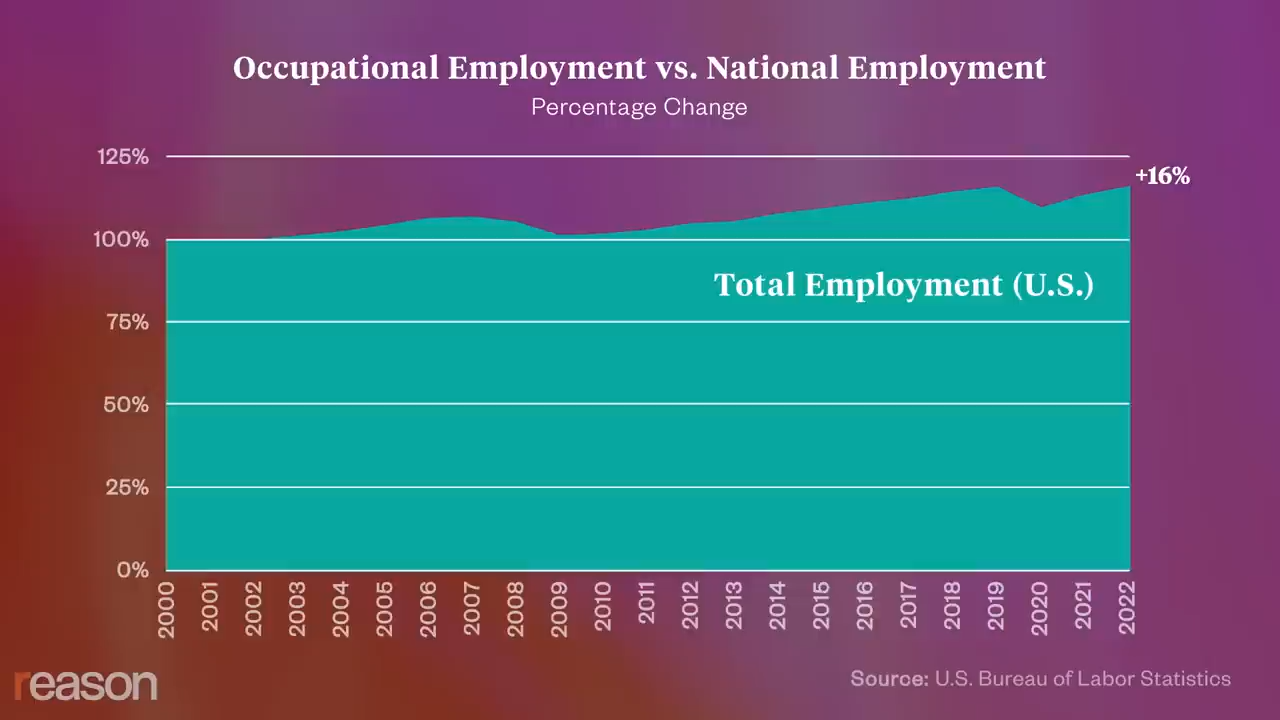 Occupational Employment vs. National Employment
Percentage Change
125%
+16%
100%
Total Employment (U.S.)
75%
50%
25%
0%
2000 2001 2002 2003 2004 2005 2006 2007 2008 2009 2010 2011 2012 2013 2014 2015 2016 2017 2018 2019 2020 2021 2022
reason
Source: U.S. Bureau of Labor Statistics